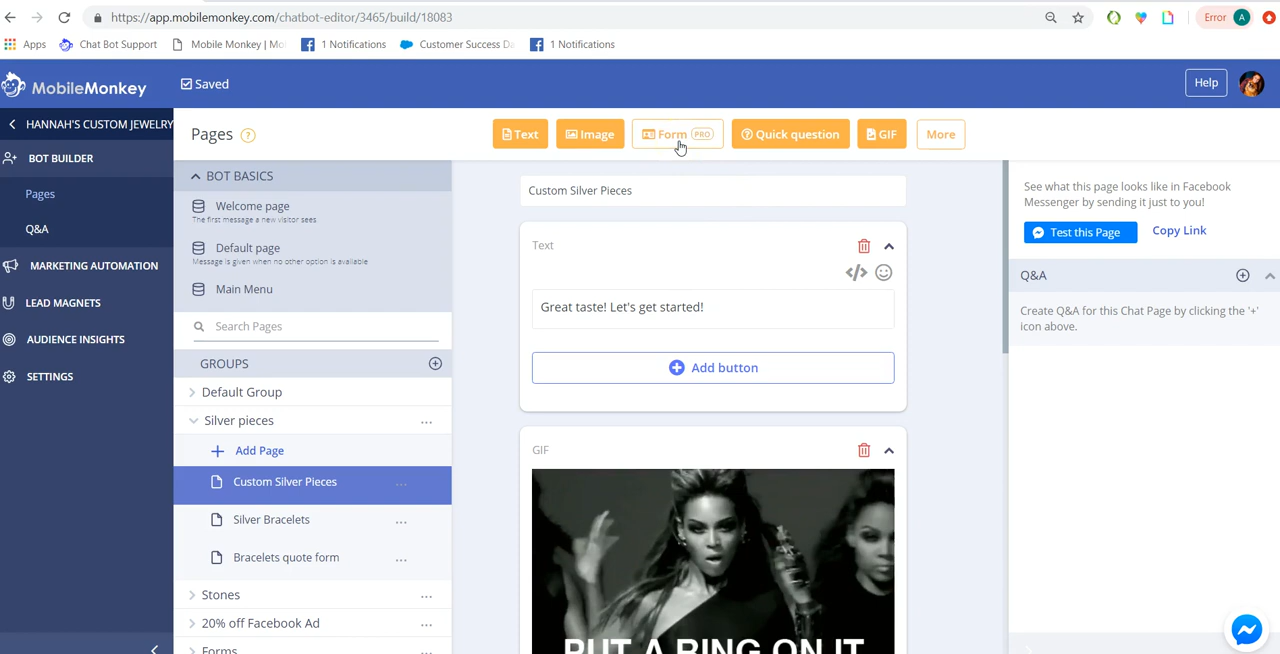 https://app.mobilemonkey.com/chatbot-editor/3465/build/18083
Error A
Apps Chat Bot Support Mobile Monkey | Mo 1 Notifications Customer Success Da 1 Notifications
MobileMonkey Saved Help
HANNAH'S CUSTOM JEWELRY
BOT BUILDER
Pages
Q&A
MARKETING AUTOMATION
LEAD MAGNETS
AUDIENCE INSIGHTS
SETTINGS
Pages ?
Text Image Form PRO Quick question GIF More
BOT BASICS
Welcome page
The first message a new visitor sees.
Default page
Message is given when no other option is available
Main Menu
Search Pages
GROUPS
Default Group
Silver pieces ...
Add Page
Custom Silver Pieces ...
Silver Bracelets ...
Bracelets quote form ...
Stones ...
20% off Facebook Ad ...
Forms ...
Custom Silver Pieces
Text
</>
Great taste! Let's get started!
Add button
GIF
PUT A RING ON IT
See what this page looks like in Facebook
Messenger by sending it just to you!
Test this Page Copy Link
Q&A
Create Q&A for this Chat Page by clicking the '+'
icon above.